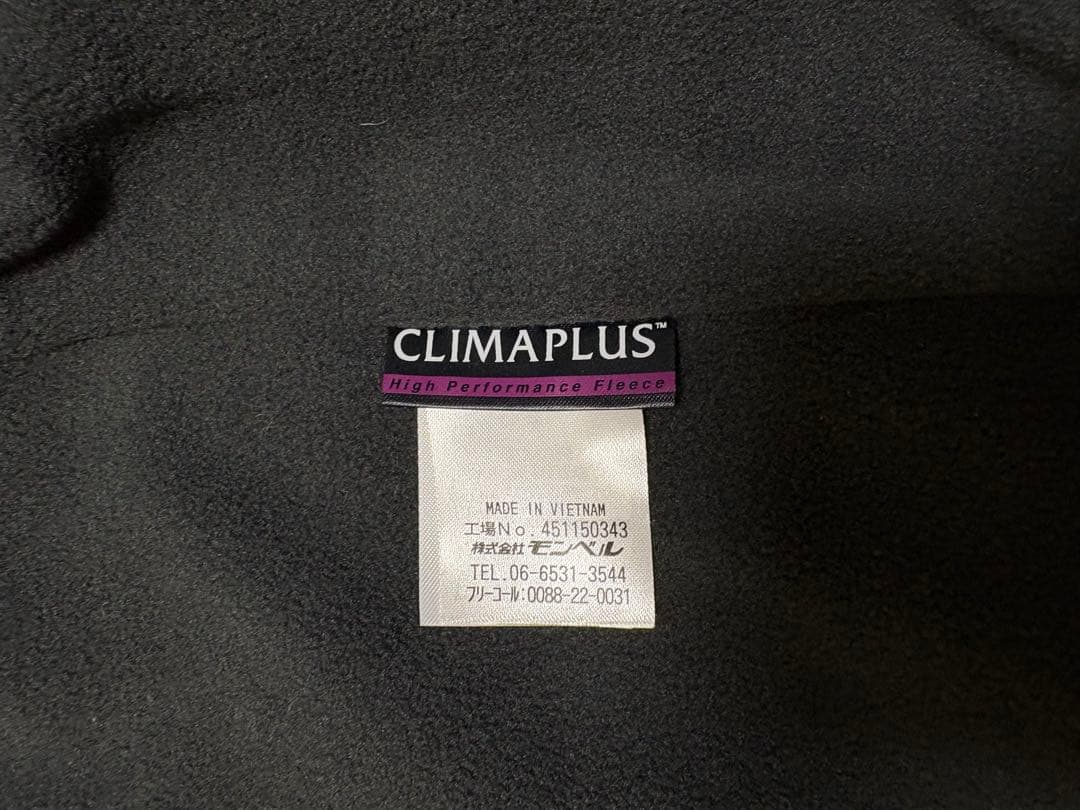 CLIMAPLUS™
High Performance Fleece
MADE IN VIETNAM
工場No. 451150343
株式会社 モンベル
TEL.06-6531-3544
フリーコール:0088-22-0031